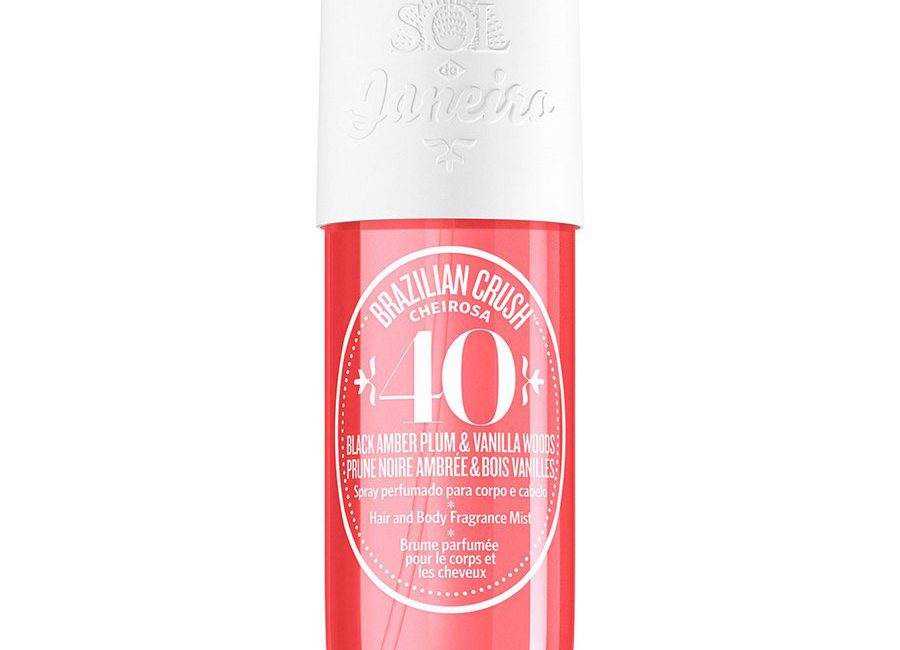 SOL
de
Janeiro
BRAZILIAN CRUSH
CHEIROSA
40
BLACK AMBER PLUM & VANILLA WOODS
PRUNE NOIRE AMBRÉE & BOIS VANILLÉS
Spray perfumado para corpo e cabelo
*
Hair and Body Fragrance Mist
*
Brume parfumée
pour le corps et
les cheveux